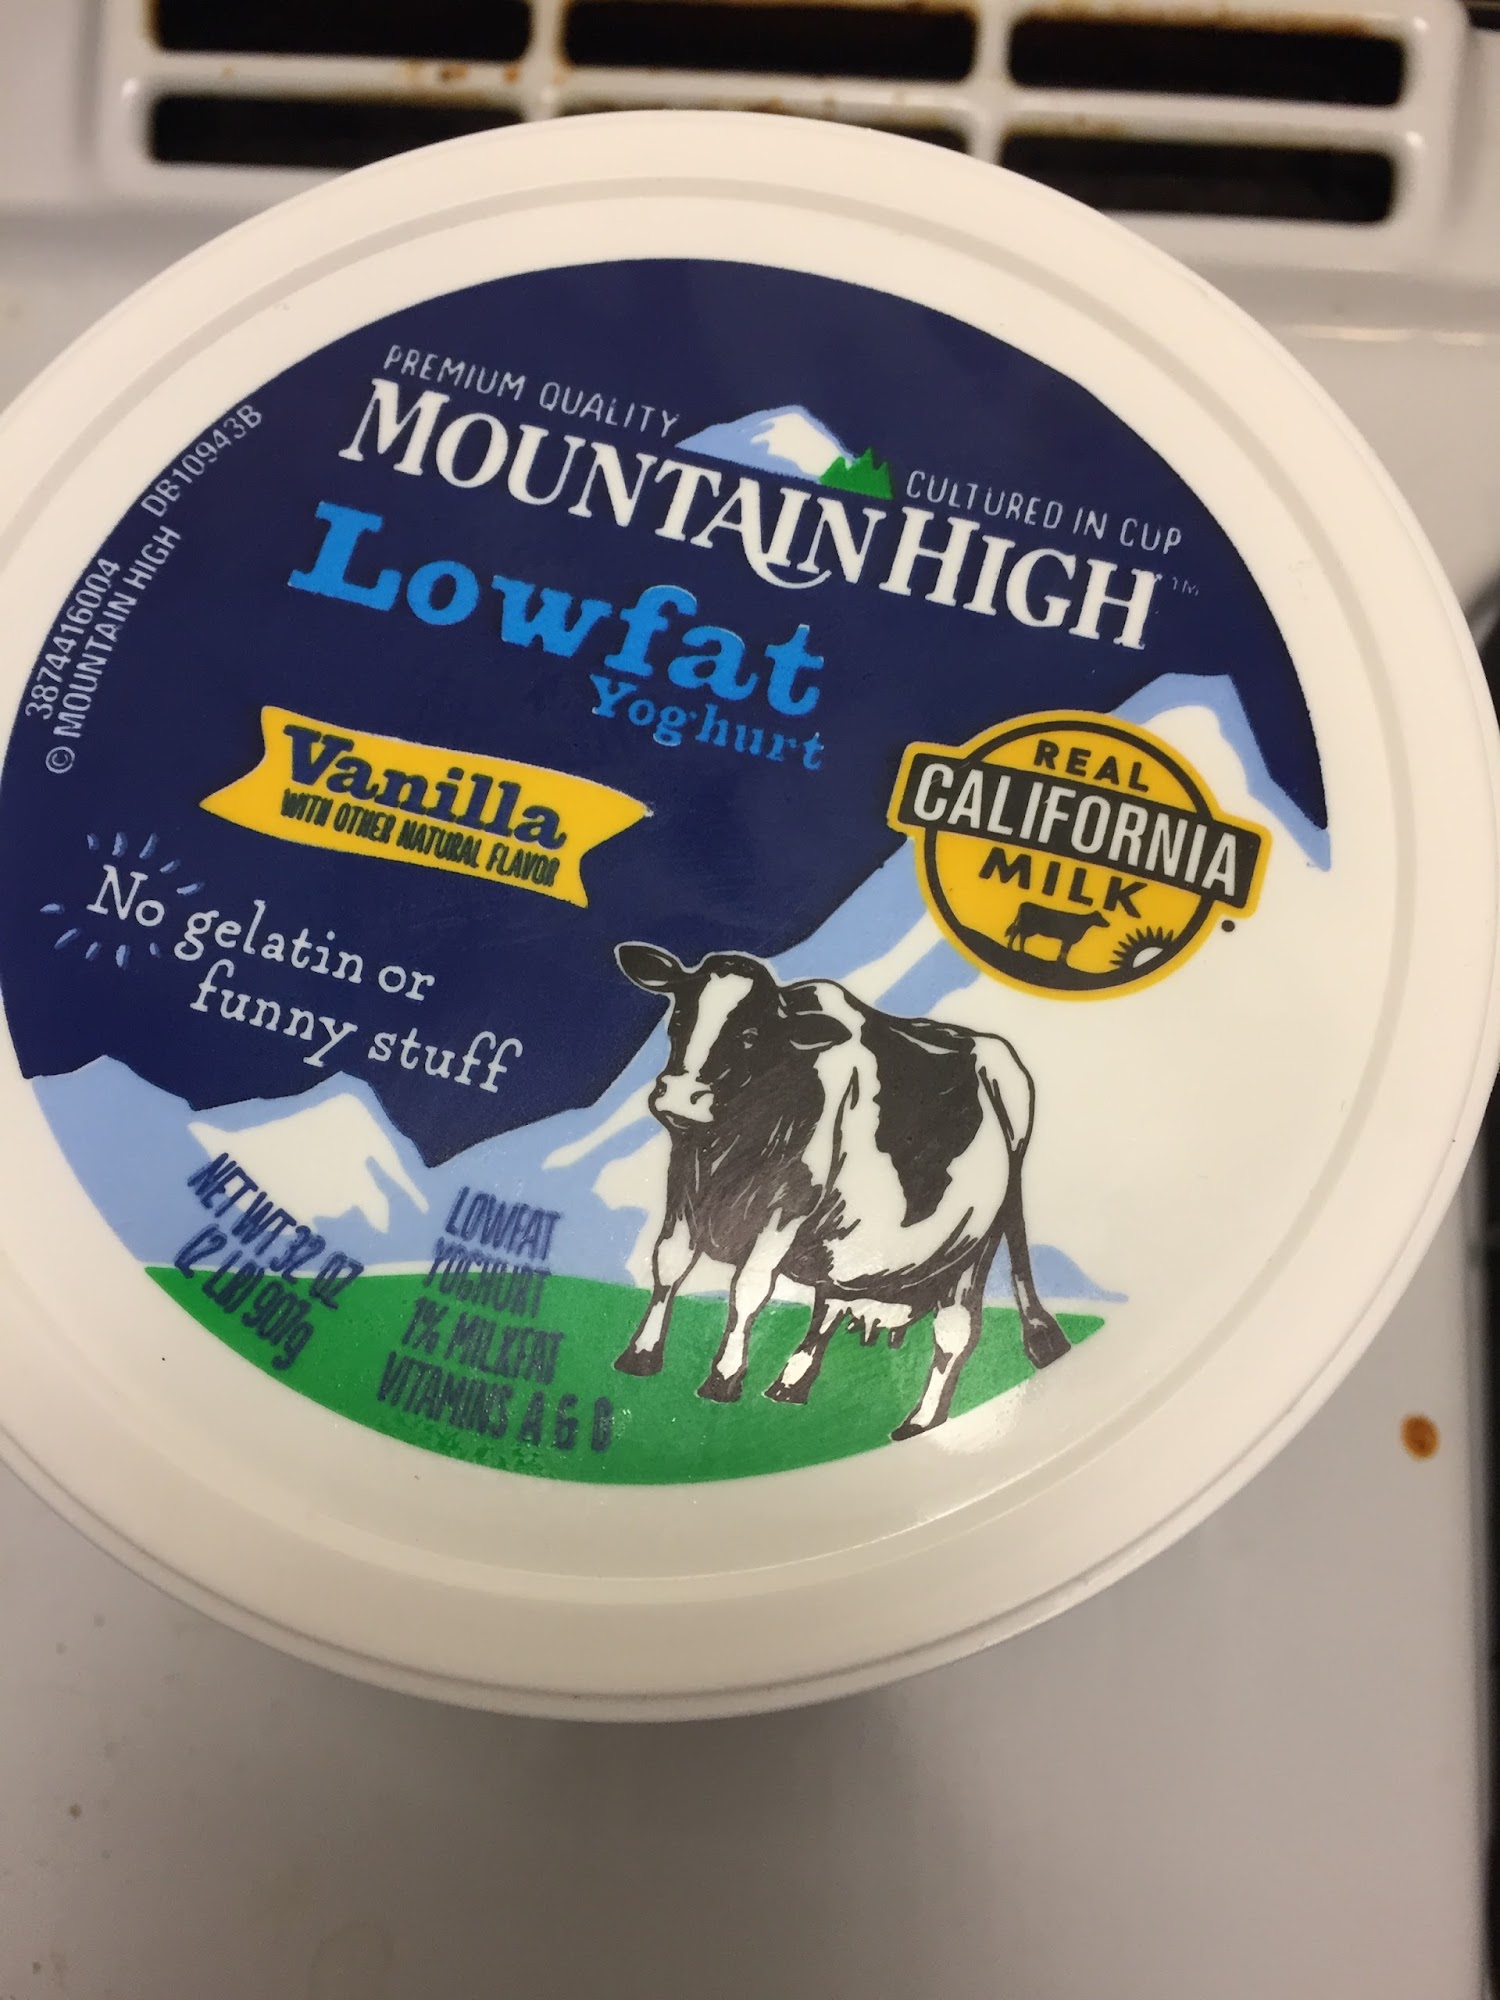 PREMIUM QUALITY
CULTURED IN CUP
MOUNTAIN HIGH™
Lowfat
Yoghurt
Vanilla
WITH OTHER NATURAL FLAVOR
No gelatin or
funny stuff
REAL
CALIFORNIA
MILK
NET WT 32 OZ
(2 LB) 907g
LOWFAT
YOGHURT
1% MILKFAT
VITAMINS A & D
3874416004
© MOUNTAIN HIGH DB10943B